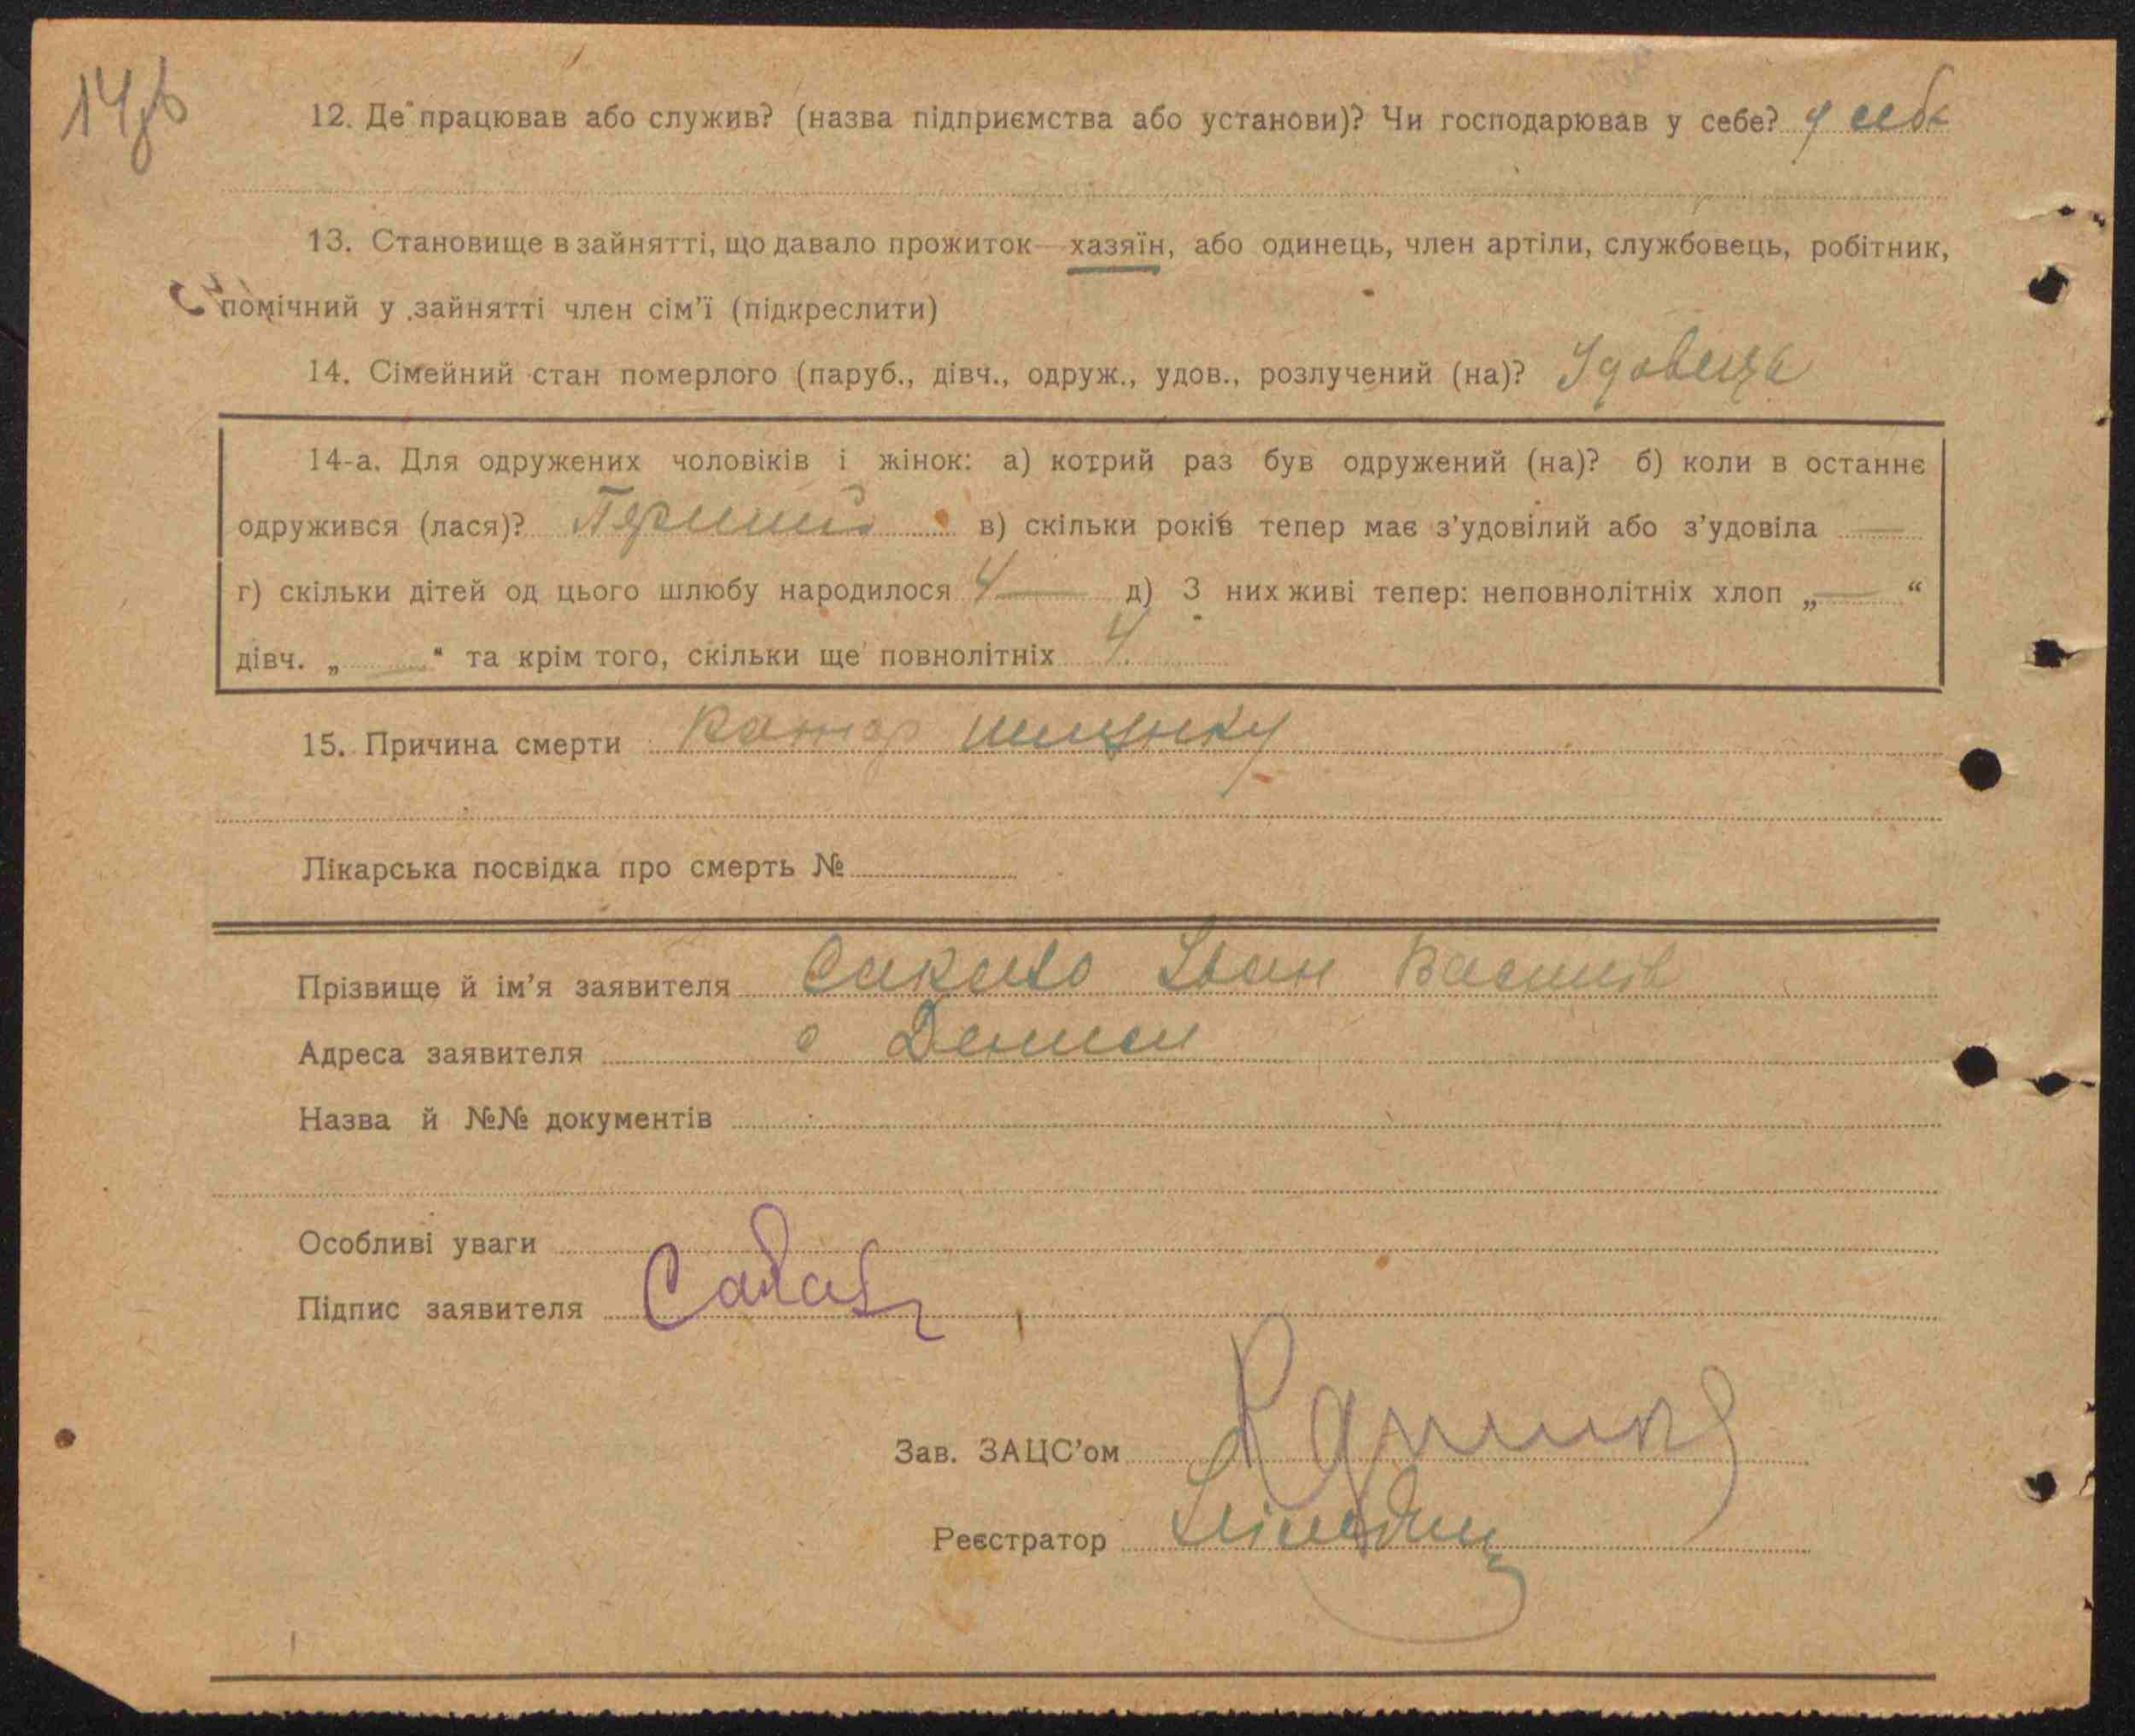 12. Де працював або служив? (назва підприємства або установи)? Чи господарював у себе? у себе
13. Становище в зайнятті, що давало прожиток — хазяїн, або одинець, член артіли, службовець, робітник,
помічний у зайнятті член сім’ї (підкреслити)
14. Сімейний стан померлого (паруб., дівч., одруж., удов., розлучений (на)? Удовець
14-а. Для одружених чоловіків і жінок: а) котрий раз був одружений (на)? б) коли в останнє
одружився (лася)? Перший в) скільки років тепер має з’удовілий або з’удовіла —
г) скільки дітей од цього шлюбу народилося 4 — д) З них живі тепер: неповнолітніх хлоп „ — “
дівч. „ — “ та крім того, скільки ще повнолітніх 4.
15. Причина смерти Катар шлунку
Лікарська посвідка про смерть №
Прізвище й ім’я заявителя Іван Василів
Адреса заявителя с
Назва й №№ документів
Особливі уваги
Підпис заявителя
Зав. ЗАЦС’ом
Реєстратор